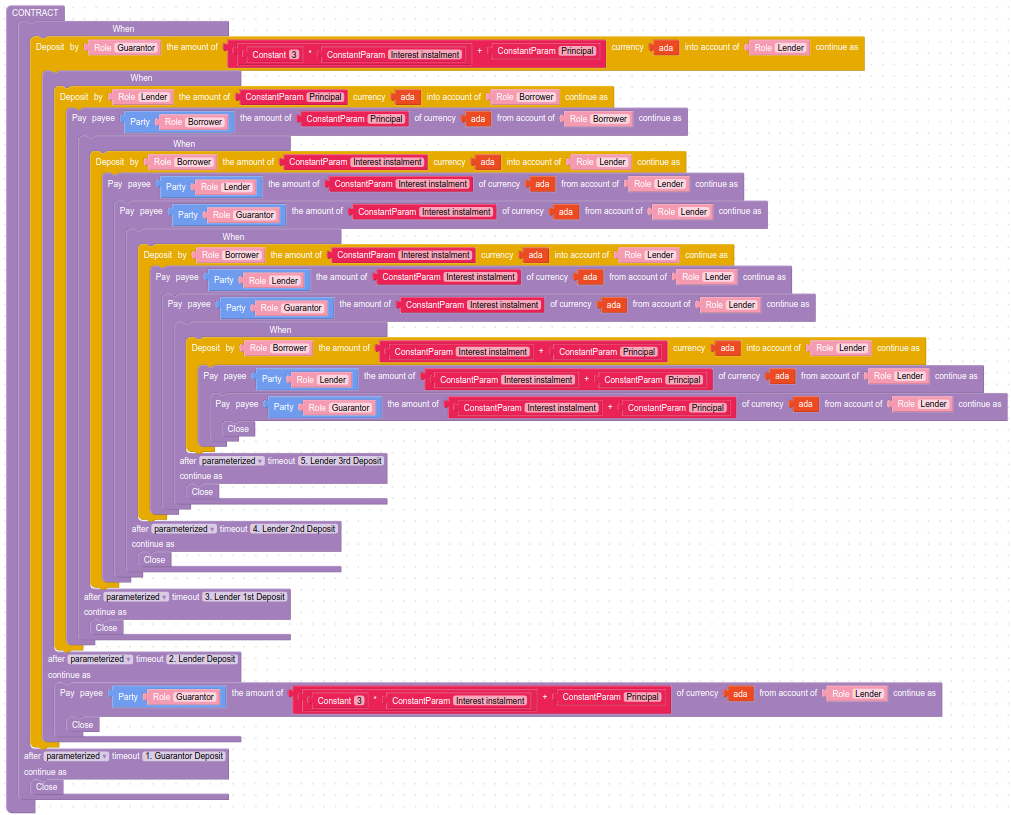 CONTRACT
When
Deposit by Role Guarantor the amount of Constant 3 * ConstantParam Interest instalment + ConstantParam Principal currency ada into account of Role Lender continue as
When
Deposit by Role Lender the amount of ConstantParam Principal currency ada into account of Role Borrower continue as
Pay payee Party Role Borrower the amount of ConstantParam Principal of currency ada from account of Role Borrower continue as
When
Deposit by Role Borrower the amount of ConstantParam Interest instalment currency ada into account of Role Lender continue as
Pay payee Party Role Lender the amount of ConstantParam Interest instalment of currency ada from account of Role Lender continue as
Pay payee Party Role Guarantor the amount of ConstantParam Interest instalment of currency ada from account of Role Lender continue as
When
Deposit by Role Borrower the amount of ConstantParam Interest instalment currency ada into account of Role Lender continue as
Pay payee Party Role Lender the amount of ConstantParam Interest instalment of currency ada from account of Role Lender continue as
Pay payee Party Role Guarantor the amount of ConstantParam Interest instalment of currency ada from account of Role Lender continue as
When
Deposit by Role Borrower the amount of ConstantParam Interest instalment + ConstantParam Principal currency ada into account of Role Lender continue as
Pay payee Party Role Lender the amount of ConstantParam Interest instalment + ConstantParam Principal of currency ada from account of Role Lender continue as
Pay payee Party Role Guarantor the amount of ConstantParam Interest instalment + ConstantParam Principal of currency ada from account of Role Lender continue as
Close
after parameterized timeout 5. Lender 3rd Deposit
continue as
Close
after parameterized timeout 4. Lender 2nd Deposit
continue as
Close
after parameterized timeout 3. Lender 1st Deposit
continue as
Close
after parameterized timeout 2. Lender Deposit
continue as
Pay payee Party Role Guarantor the amount of Constant 3 * ConstantParam Interest instalment + ConstantParam Principal of currency ada from account of Role Lender continue as
Close
after parameterized timeout 1. Guarantor Deposit
continue as
Close